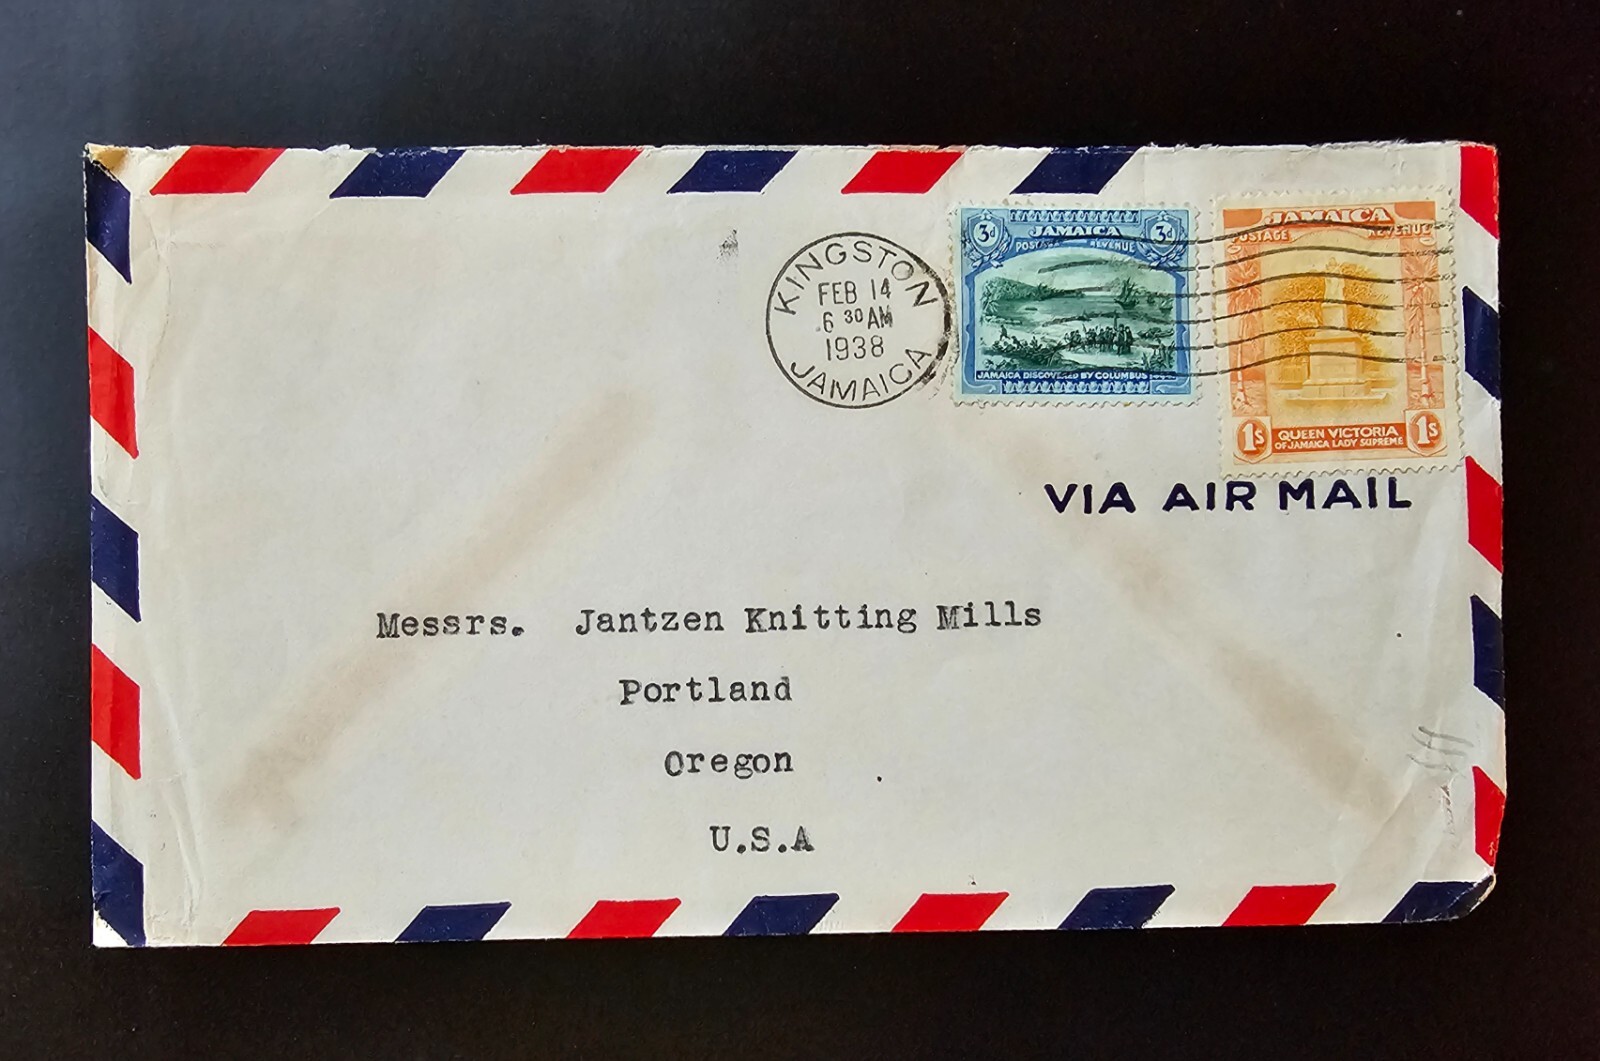 KINGSTON
FEB 14
6 30 AM
1938
JAMAICA
3d JAMAICA 3d
POSTAGE REVENUE
JAMAICA DISCOVERED BY COLUMBUS
JAMAICA
POSTAGE REVENUE
1s QUEEN VICTORIA 1s
OF JAMAICA LADY SUPREME
VIA AIR MAIL
Messrs. Jantzen Knitting Mills
Portland
Oregon
U.S.A